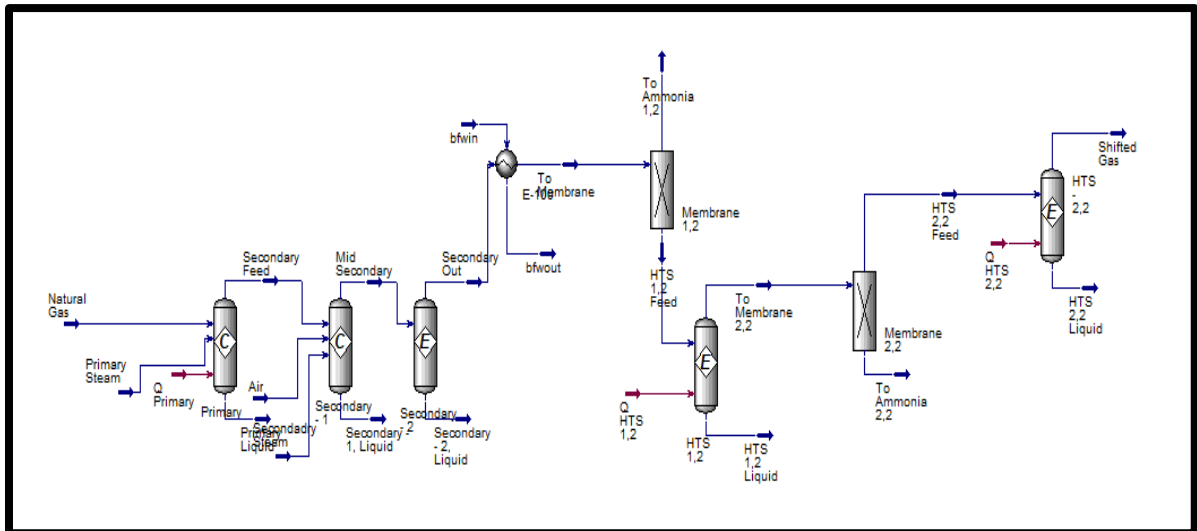 To
Ammonia
1,2
bfwin
To
Membrane
E-100
Membrane
1,2
bfwout
HTS
1,2
Feed
Shifted
Gas
HTS
-
2,2
E
HTS
2,2
Feed
Q
HTS
2,2
HTS
2,2
Liquid
Secondary
Feed
Mid
Secondary
Secondary
Out
Natural
Gas
C
C
E
Primary
Steam
Q
Primary
Air
Primary
Primary
Liquid
Secondadry
Steam
Secondary
- 1
Secondary -
1, Liquid
Secondary
- 2
Secondary
- 2,
Liquid
To
Membrane
2,2
E
Membrane
2,2
To
Ammonia
2,2
Q
HTS
1,2
HTS
1,2
HTS
1,2
Liquid